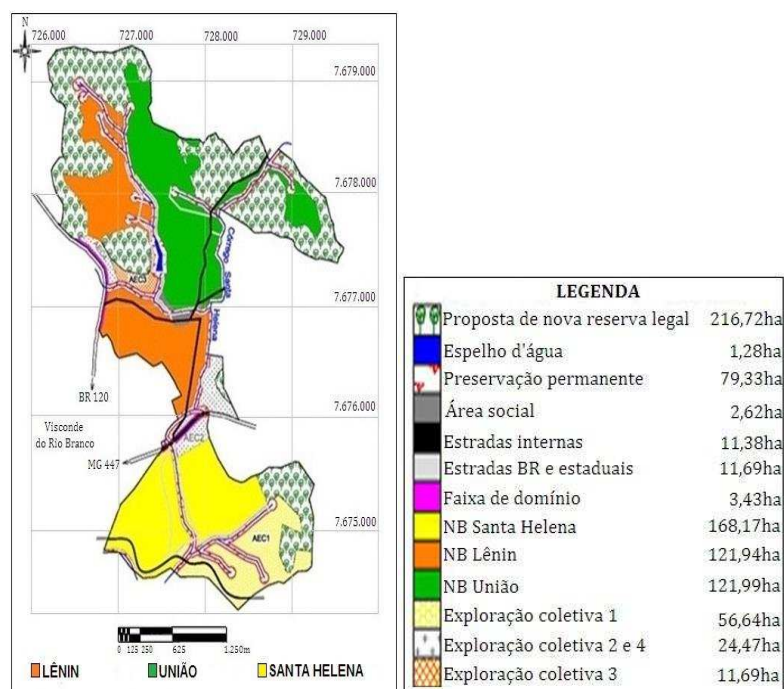 N
726.000 727.000 728.000 729.000
7.679.000
7.678.000
Córrego Santa Helena
AEC3
7.677.000
BR 120
7.676.000
Visconde
do Rio Branco
AEC2
MG 447
7.675.000
AEC1
0 125 250 625 1.250m
LÊNIN UNIÃO SANTA HELENA
LEGENDA
Proposta de nova reserva legal 216,72ha
Espelho d'água 1,28ha
Preservação permanente 79,33ha
Área social 2,62ha
Estradas internas 11,38ha
Estradas BR e estaduais 11,69ha
Faixa de domínio 3,43ha
NB Santa Helena 168,17ha
NB Lênin 121,94ha
NB União 121,99ha
Exploração coletiva 1 56,64ha
Exploração coletiva 2 e 4 24,47ha
Exploração coletiva 3 11,69ha